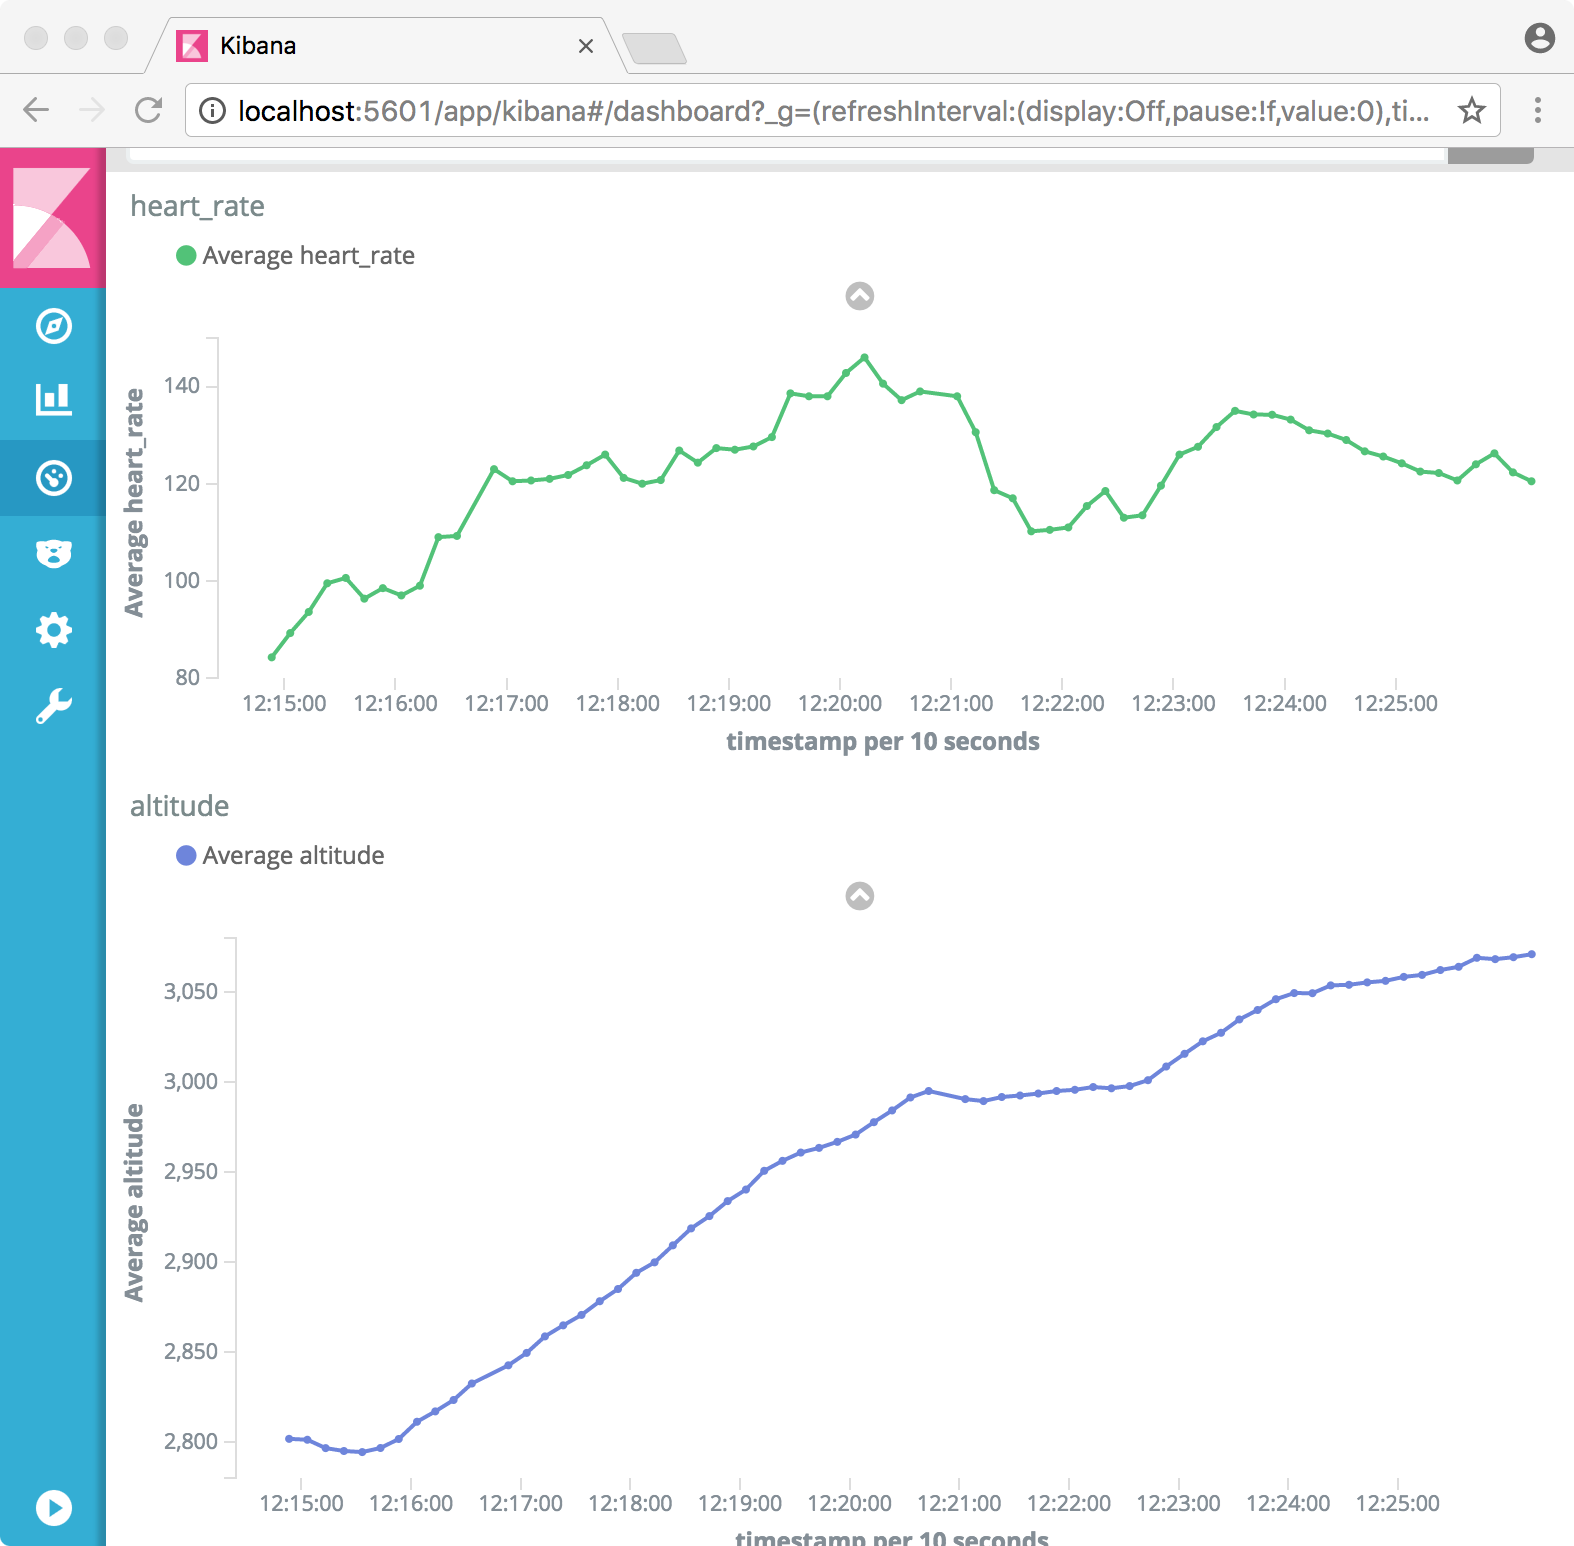 Kibana
localhost:5601/app/kibana#/dashboard?_g=(refreshInterval:(display:Off,pause:!f,value:0),ti...
heart_rate
Average heart_rate
Average heart_rate
140
120
100
80
12:15:00 12:16:00 12:17:00 12:18:00 12:19:00 12:20:00 12:21:00 12:22:00 12:23:00 12:24:00 12:25:00
timestamp per 10 seconds
altitude
Average altitude
Average altitude
3,050
3,000
2,950
2,900
2,850
2,800
12:15:00 12:16:00 12:17:00 12:18:00 12:19:00 12:20:00 12:21:00 12:22:00 12:23:00 12:24:00 12:25:00
timestamp per 10 seconds